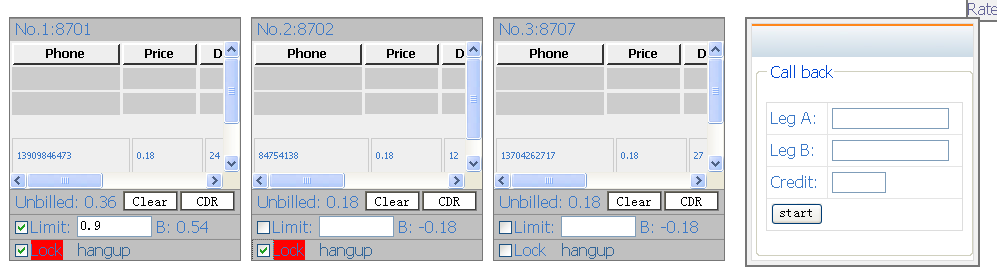 Rate
No.1:8701
Phone Price D
13909846473 0.18 24
Unbilled: 0.36 Clear CDR
Limit: 0.9 B: 0.54
Lock hangup
No.2:8702
Phone Price D
84754138 0.18 12
Unbilled: 0.18 Clear CDR
Limit: B: -0.18
Lock hangup
No.3:8707
Phone Price D
13704262717 0.18 27
Unbilled: 0.18 Clear CDR
Limit: B: -0.18
Lock hangup
Call back
Leg A:
Leg B:
Credit:
start